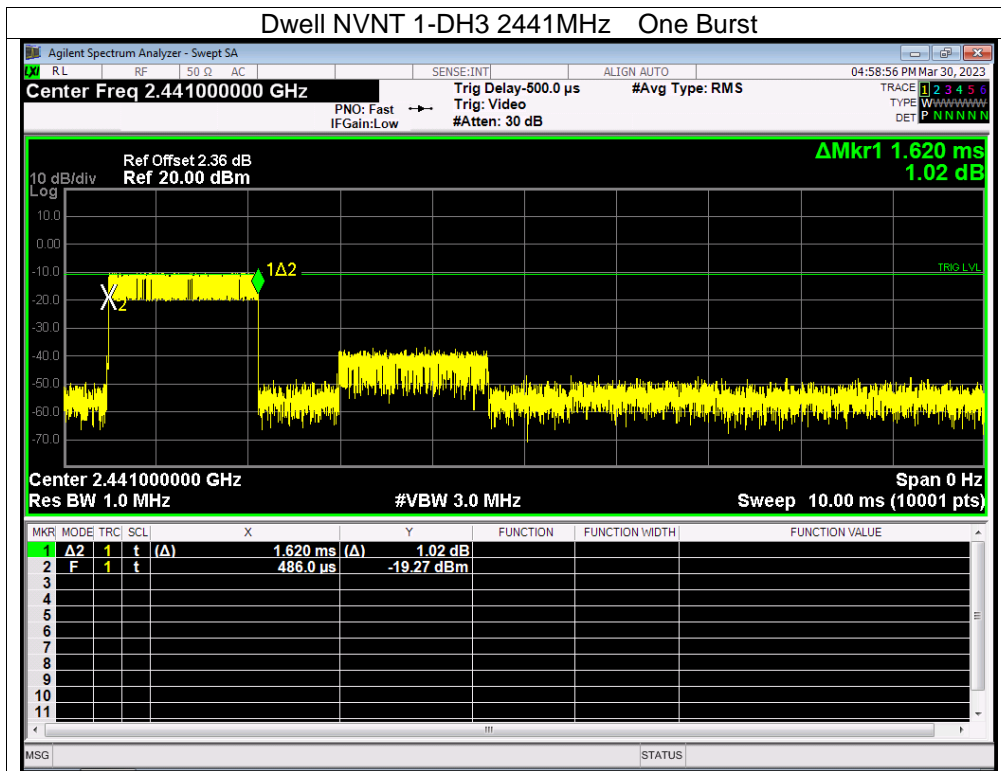 Dwell NVNT 1-DH3 2441MHz One Burst
Agilent Spectrum Analyzer - Swept SA
LXI RL RF 50 Ω AC SENSE:INT ALIGN AUTO 04:58:56 PM Mar 30, 2023
Center Freq 2.441000000 GHz Trig Delay-500.0 µs #Avg Type: RMS TRACE 1 2 3 4 5 6
PNO: Fast Trig: Video TYPE WWWWWW
IFGain:Low #Atten: 30 dB DET P N N N N N
ΔMkr1 1.620 ms
1.02 dB
Ref Offset 2.36 dB
10 dB/div Ref 20.00 dBm
Log
10.0
0.00
-10.0
1Δ2
TRIG LVL
-20.0
2
-30.0
-40.0
-50.0
-60.0
-70.0
Center 2.441000000 GHz Span 0 Hz
Res BW 1.0 MHz #VBW 3.0 MHz Sweep 10.00 ms (10001 pts)
MKR MODE TRC SCL X Y FUNCTION FUNCTION WIDTH FUNCTION VALUE
1 Δ2 1 t (Δ) 1.620 ms (Δ) 1.02 dB
2 F 1 t 486.0 µs -19.27 dBm
3
4
5
6
7
8
9
10
11
MSG STATUS